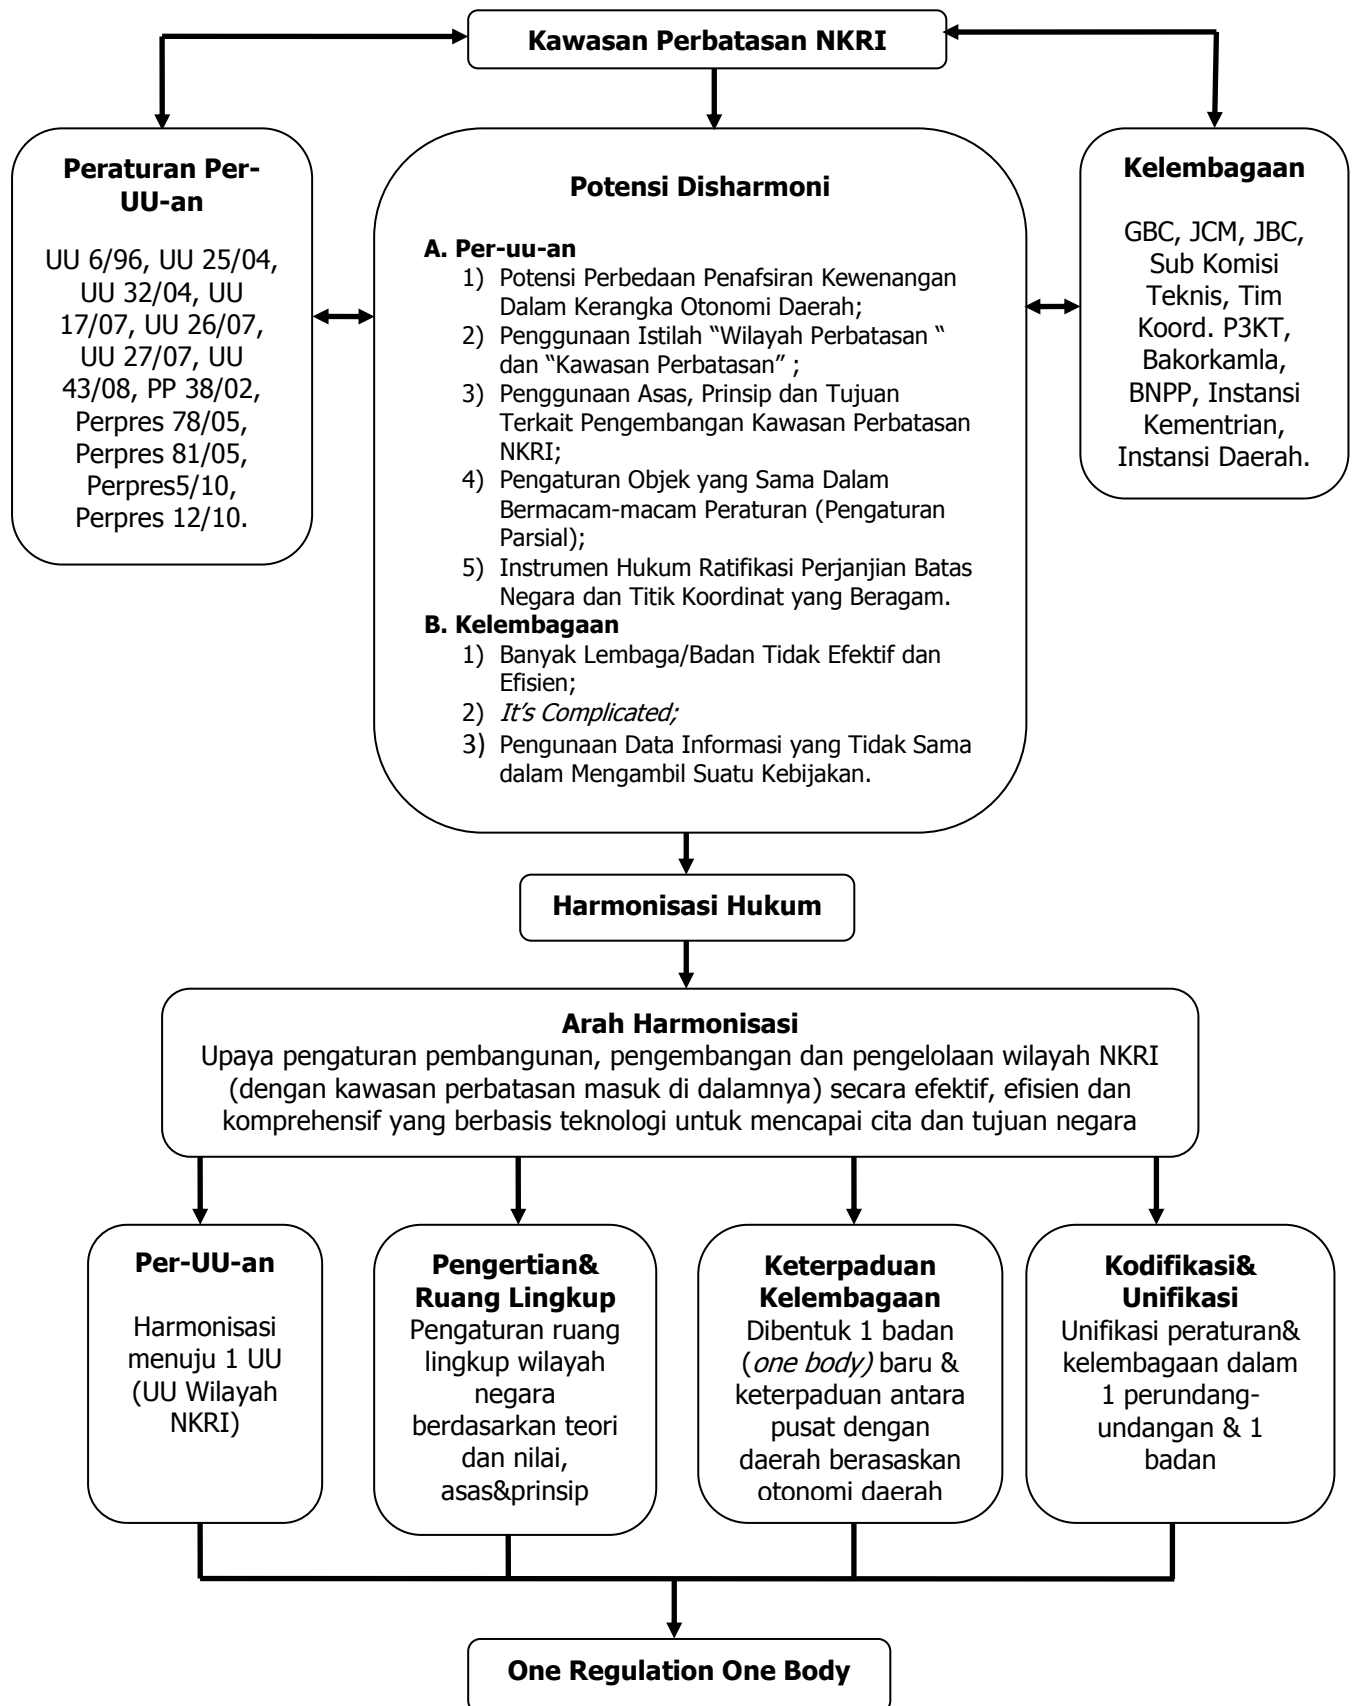 Kawasan Perbatasan NKRI
Peraturan Per-
UU-an
UU 6/96, UU 25/04,
UU 32/04, UU
17/07, UU 26/07,
UU 27/07, UU
43/08, PP 38/02,
Perpres 78/05,
Perpres 81/05,
Perpres5/10,
Perpres 12/10.
Potensi Disharmoni
A. Per-uu-an
1) Potensi Perbedaan Penafsiran Kewenangan
Dalam Kerangka Otonomi Daerah;
2) Penggunaan Istilah “Wilayah Perbatasan “
dan “Kawasan Perbatasan” ;
3) Penggunaan Asas, Prinsip dan Tujuan
Terkait Pengembangan Kawasan Perbatasan
NKRI;
4) Pengaturan Objek yang Sama Dalam
Bermacam-macam Peraturan (Pengaturan
Parsial);
5) Instrumen Hukum Ratifikasi Perjanjian Batas
Negara dan Titik Koordinat yang Beragam.
B. Kelembagaan
1) Banyak Lembaga/Badan Tidak Efektif dan
Efisien;
2) It’s Complicated;
3) Pengunaan Data Informasi yang Tidak Sama
dalam Mengambil Suatu Kebijakan.
Kelembagaan
GBC, JCM, JBC,
Sub Komisi
Teknis, Tim
Koord. P3KT,
Bakorkamla,
BNPP, Instansi
Kementrian,
Instansi Daerah.
Harmonisasi Hukum
Arah Harmonisasi
Upaya pengaturan pembangunan, pengembangan dan pengelolaan wilayah NKRI
(dengan kawasan perbatasan masuk di dalamnya) secara efektif, efisien dan
komprehensif yang berbasis teknologi untuk mencapai cita dan tujuan negara
Per-UU-an
Harmonisasi
menuju 1 UU
(UU Wilayah
NKRI)
Pengertian&
Ruang Lingkup
Pengaturan ruang
lingkup wilayah
negara
berdasarkan teori
dan nilai,
asas&prinsip
Keterpaduan
Kelembagaan
Dibentuk 1 badan
(one body) baru &
keterpaduan antara
pusat dengan
daerah berasaskan
otonomi daerah
Kodifikasi&
Unifikasi
Unifikasi peraturan&
kelembagaan dalam
1 perundang-
undangan & 1
badan
One Regulation One Body